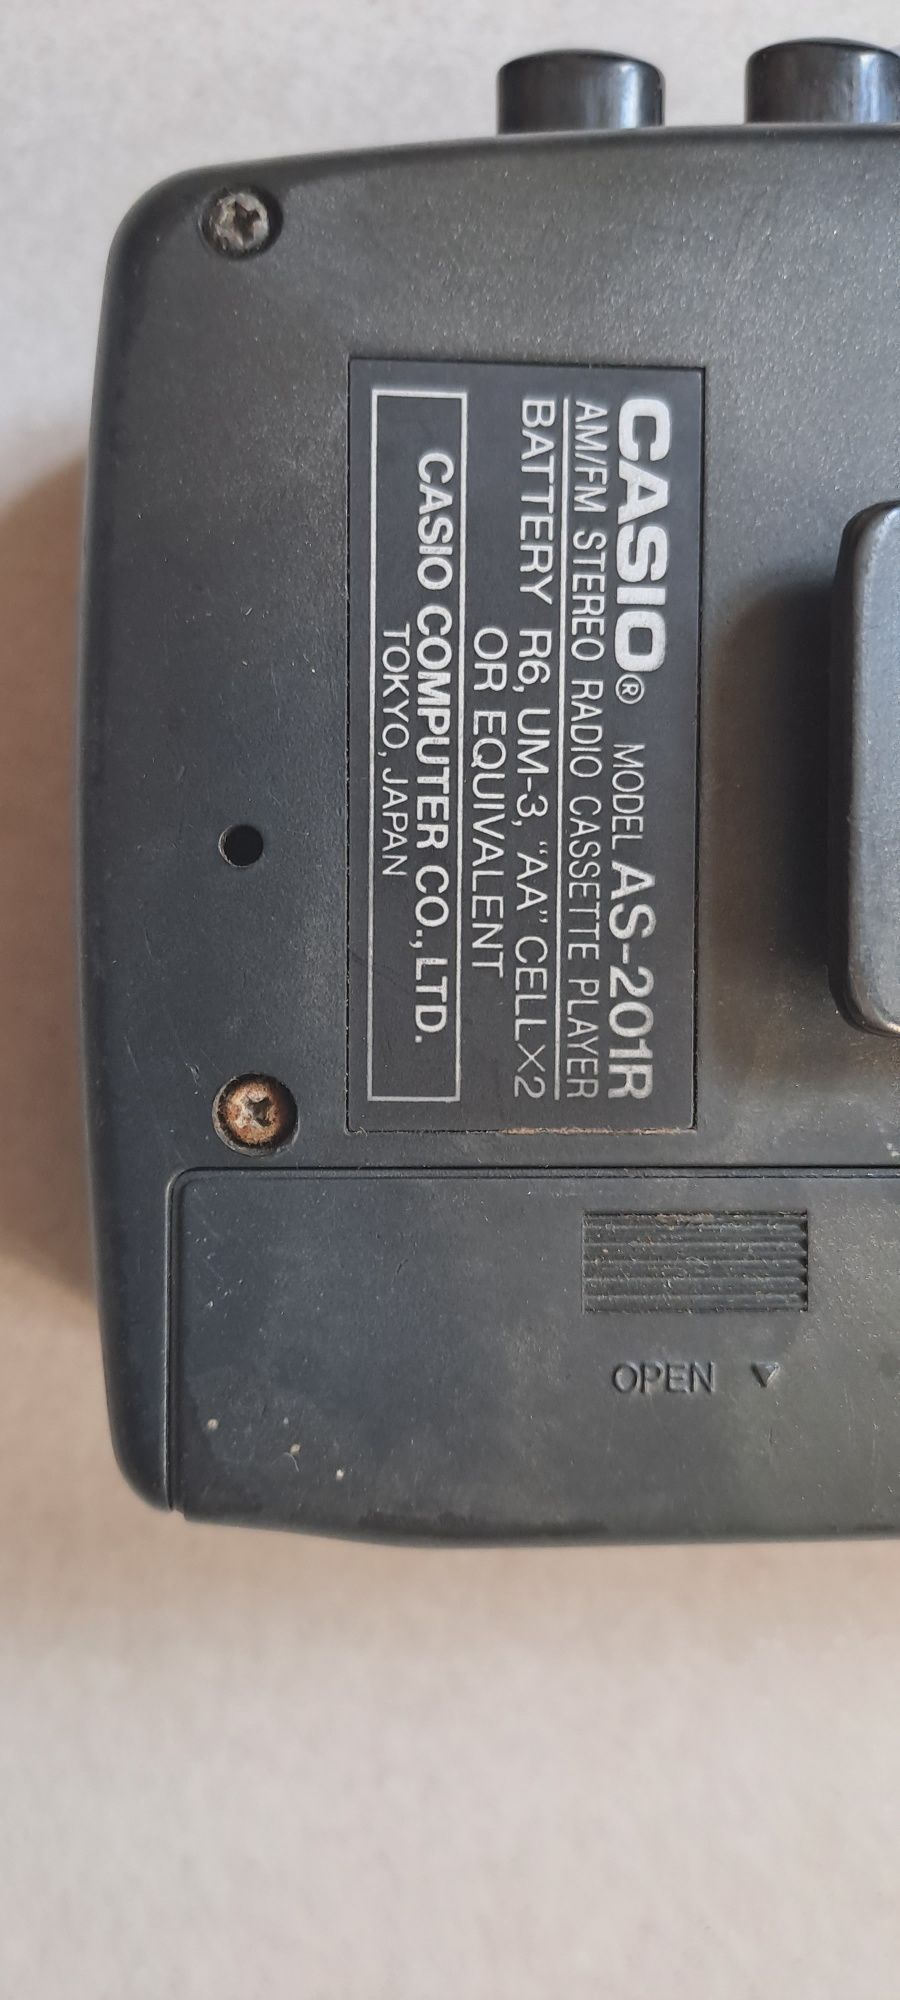 CASIO® MODEL AS-201R
AM/FM STEREO RADIO CASSETTE PLAYER
BATTERY R6, UM-3, "AA" CELL×2
OR EQUIVALENT
CASIO COMPUTER CO., LTD.
TOKYO, JAPAN
OPEN ▼